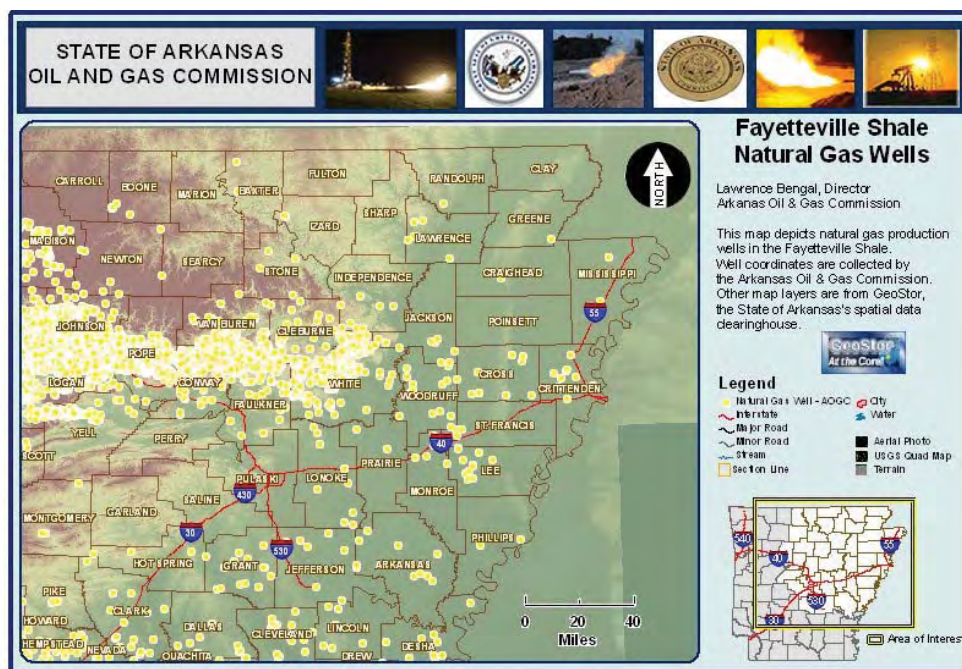 STATE OF ARKANSAS
OIL AND GAS COMMISSION
Fayetteville Shale
Natural Gas Wells
Lawrence Bengal, Director
Arkanas Oil & Gas Commission
This map depicts natural gas production
wells in the Fayetteville Shale.
Well coordinates are collected by
the Arkansas Oil & Gas Commission.
Other map layers are from GeoStor,
the State of Arkansas's spatial data
clearinghouse.
GeoStor
At the Core!
Legend
Natural Gas Well - AOGC
City
Interstate
Water
Major Road
Minor Road
Aerial Photo
Stream
USGS Quad Map
Section Line
Terrain
NORTH
CARROLL
BOONE
MARION
BAXTER
FULTON
RANDOLPH
CLAY
SHARP
GREENE
IZARD
LAWRENCE
MADISON
NEWTON
SEARCY
STONE
INDEPENDENCE
CRAIGHEAD
MISSISSIPPI
JACKSON
POINSETT
55
JOHNSON
VAN BUREN
CLEBURNE
POPE
LOGAN
CONWAY
WHITE
CROSS
CRITTENDEN
WOODRUFF
FAULKNER
ST. FRANCIS
YELL
PERRY
40
PRAIRIE
LEE
SCOTT
PULASKI
LONOKE
430
SALINE
MONROE
GARLAND
MONTGOMERY
30
530
PHILLIPS
HOT SPRING
GRANT
JEFFERSON
ARKANSAS
PIKE
CLARK
HOWARD
DALLAS
LINCOLN
CLEVELAND
HEMPSTEAD
NEVADA
OUACHITA
DREW
DESHA
0 20 40
Miles
540
40
55
530
30
Area of Interest